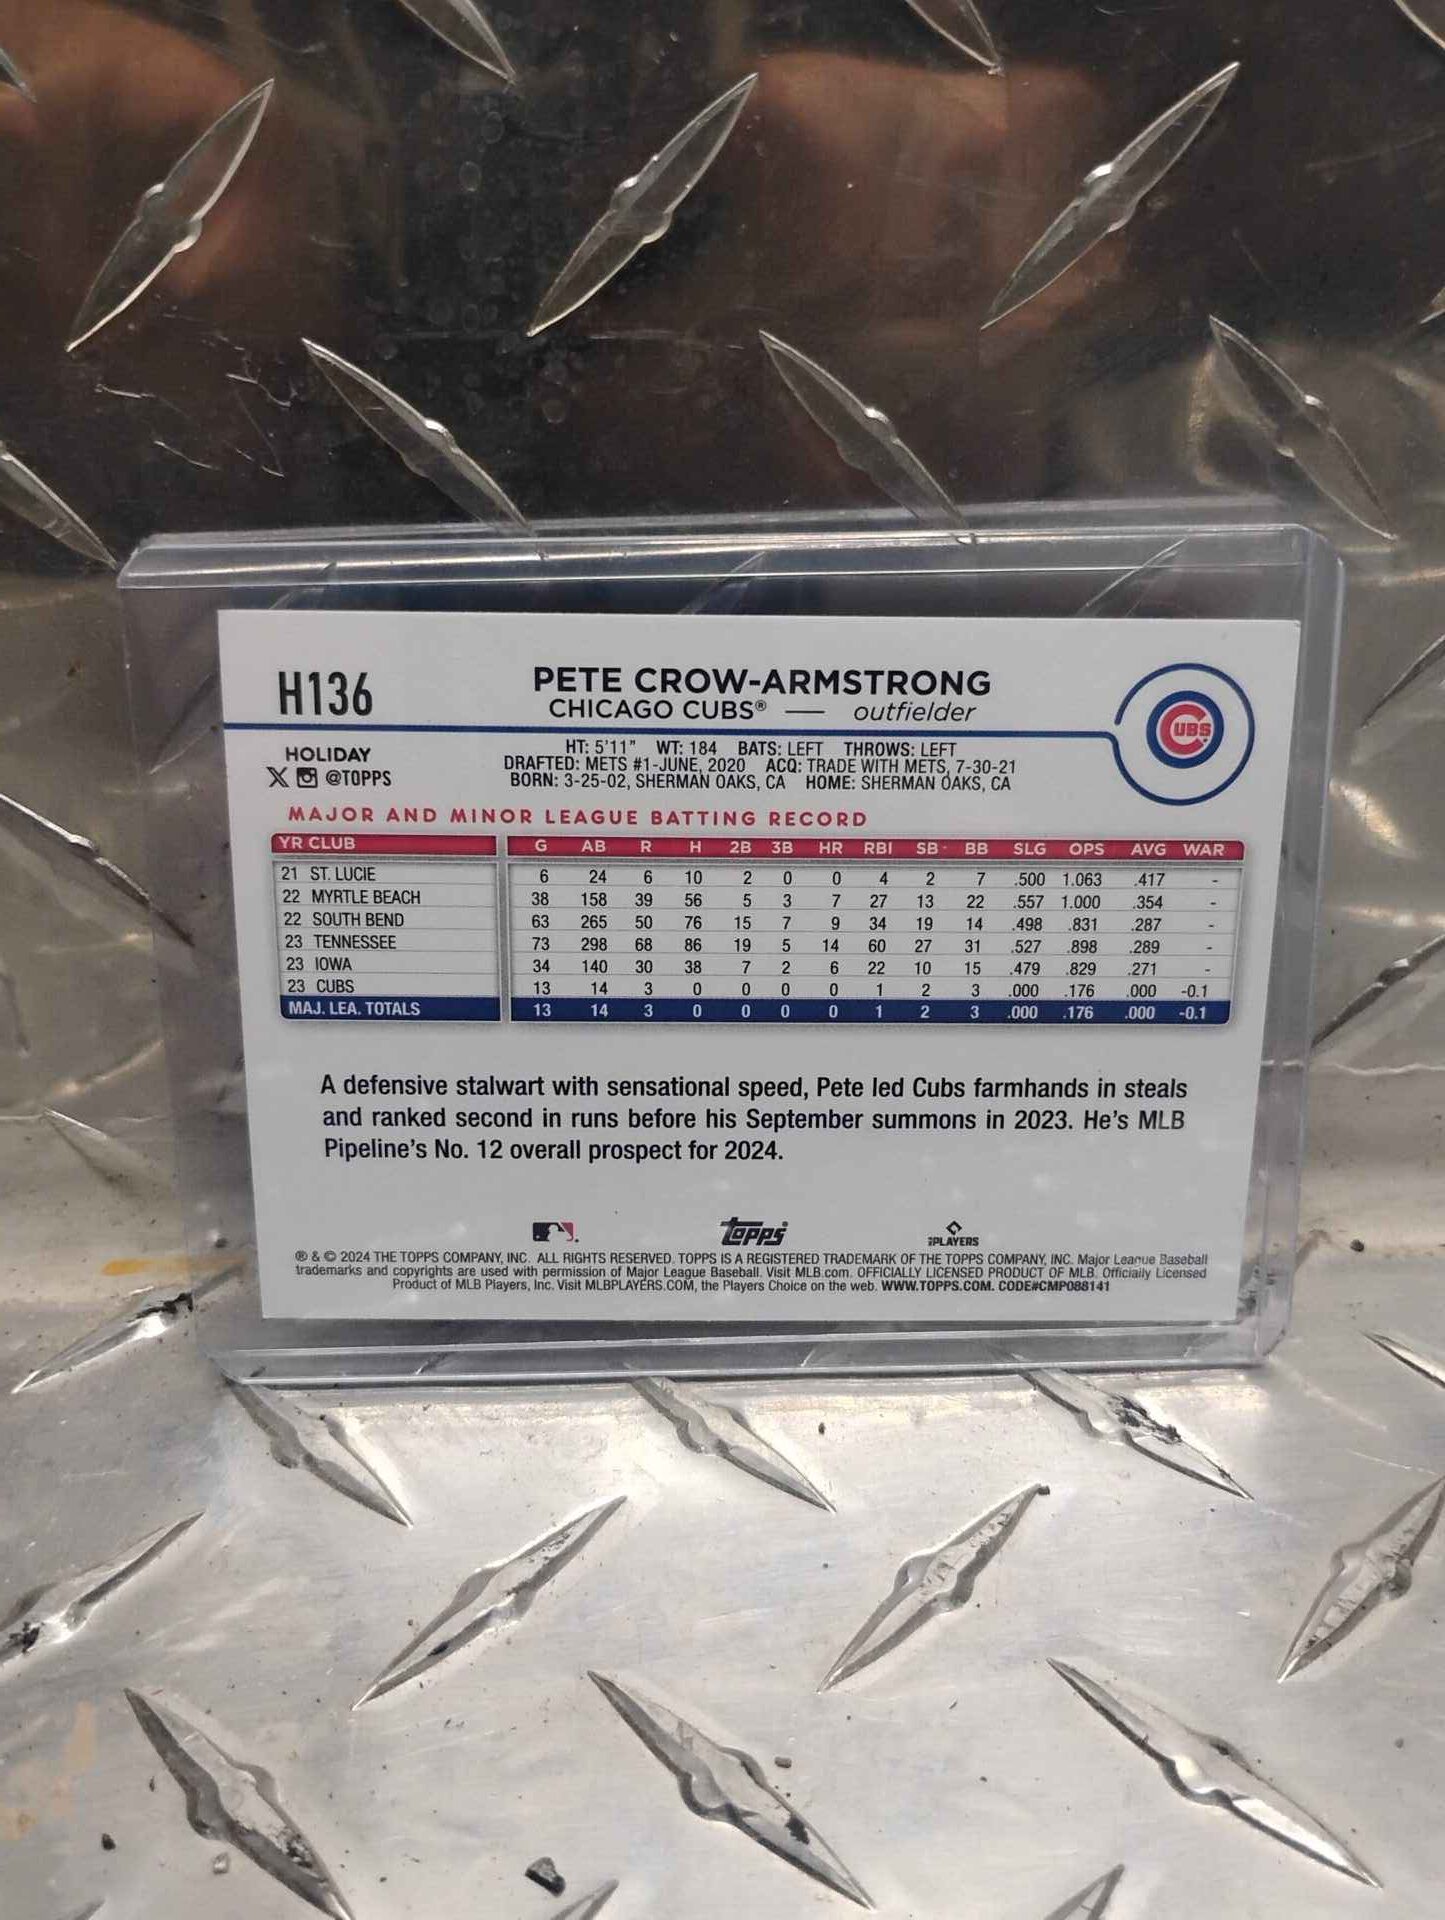 H136
PETE CROW-ARMSTRONG
CHICAGO CUBS® — outfielder
CUBS
HOLIDAY
X @TOPPS
HT: 5'11" WT: 184 BATS: LEFT THROWS: LEFT
DRAFTED: METS #1-JUNE, 2020 ACQ: TRADE WITH METS, 7-30-21
BORN: 3-25-02, SHERMAN OAKS, CA HOME: SHERMAN OAKS, CA
MAJOR AND MINOR LEAGUE BATTING RECORD
YR CLUB G AB R H 2B 3B HR RBI SB BB SLG OPS AVG WAR
21 ST. LUCIE 6 24 6 10 2 0 0 4 2 7 .500 1.063 .417 -
22 MYRTLE BEACH 38 158 39 56 5 3 7 27 13 22 .557 1.000 .354 -
22 SOUTH BEND 63 265 50 76 15 7 9 34 19 14 .498 .831 .287 -
23 TENNESSEE 73 298 68 86 19 5 14 60 27 31 .527 .898 .289 -
23 IOWA 34 140 30 38 7 2 6 22 10 15 .479 .829 .271 -
23 CUBS 13 14 3 0 0 0 0 1 2 3 .000 .176 .000 -0.1
MAJ. LEA. TOTALS 13 14 3 0 0 0 0 1 2 3 .000 .176 .000 -0.1
A defensive stalwart with sensational speed, Pete led Cubs farmhands in steals
and ranked second in runs before his September summons in 2023. He's MLB
Pipeline's No. 12 overall prospect for 2024.
Topps
PLAYERS
® & © 2024 THE TOPPS COMPANY, INC. ALL RIGHTS RESERVED. TOPPS IS A REGISTERED TRADEMARK OF THE TOPPS COMPANY, INC. Major League Baseball
trademarks and copyrights are used with permission of Major League Baseball. Visit MLB.com. OFFICIALLY LICENSED PRODUCT OF MLB. Officially Licensed
Product of MLB Players, Inc. Visit MLBPLAYERS.COM, the Players Choice on the web. WWW.TOPPS.COM. CODE#CMP088141